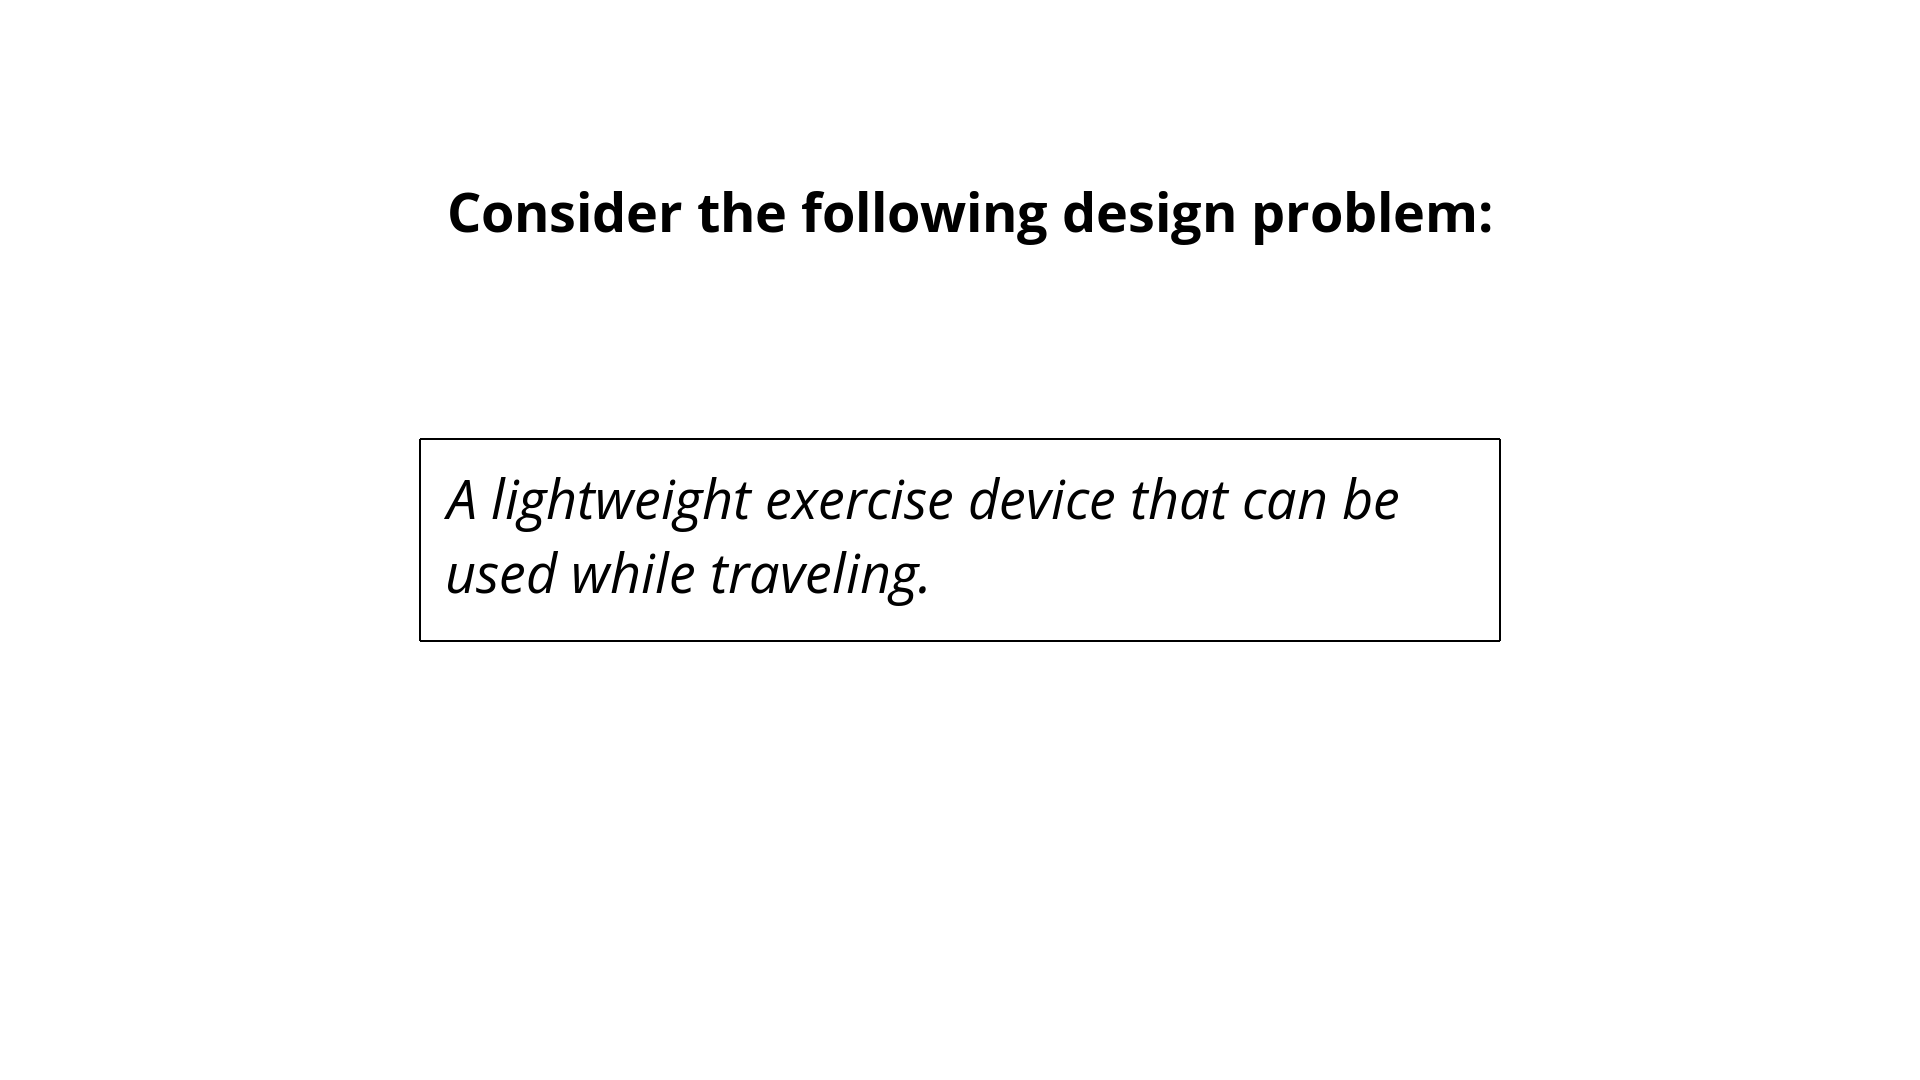 Consider the following design problem:
A lightweight exercise device that can be
used while traveling.